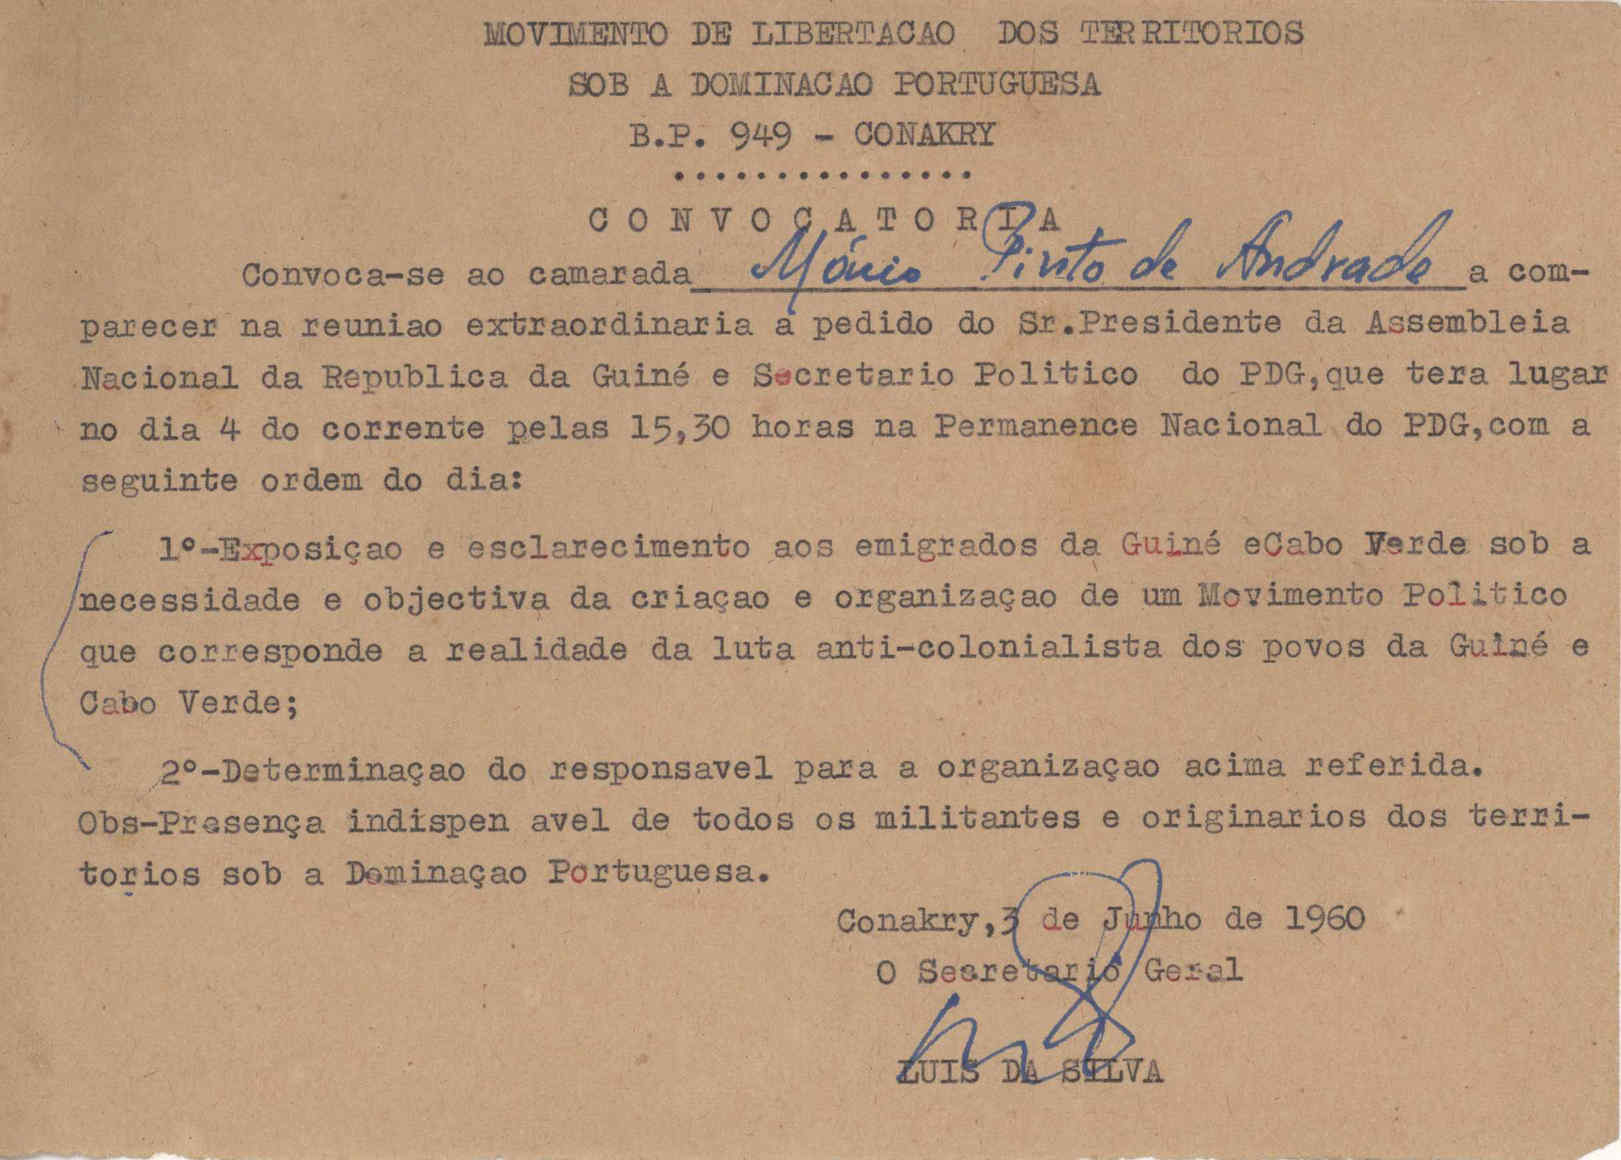 MOVIMENTO DE LIBERTACAO DOS TERRITORIOS
SOB A DOMINACAO PORTUGUESA
B.P. 949 - CONAKRY
...............
C O N V O C A T O R I A
Convoca-se ao camarada Mário Pinto de Andrade a com-
parecer na reuniao extraordinaria á pedido do Sr.Presidente da Assembleia
Nacional da Republica da Guiné e Secretario Politico do PDG,que tera lugar
no dia 4 do corrente pelas 15,30 horas na Permanence Nacional do PDG,com a
seguinte ordem do dia:
1º-Exposiçao e esclarecimento aos emigrados da Guiné eCabo Verde sob a
necessidade e objectiva da criaçao e organizaçao de um Movimento Politico
que corresponde a realidade da luta anti-colonialista dos povos da Guiné e
Cabo Verde;
2º-Determinaçao do responsavel para a organizaçao acima referida.
Obs-Presença indispen avel de todos os militantes e originarios dos terri-
torios sob a Dominaçao Portuguesa.
Conakry,3 de Junho de 1960
O Secretario Geral
LUIS DA SILVA